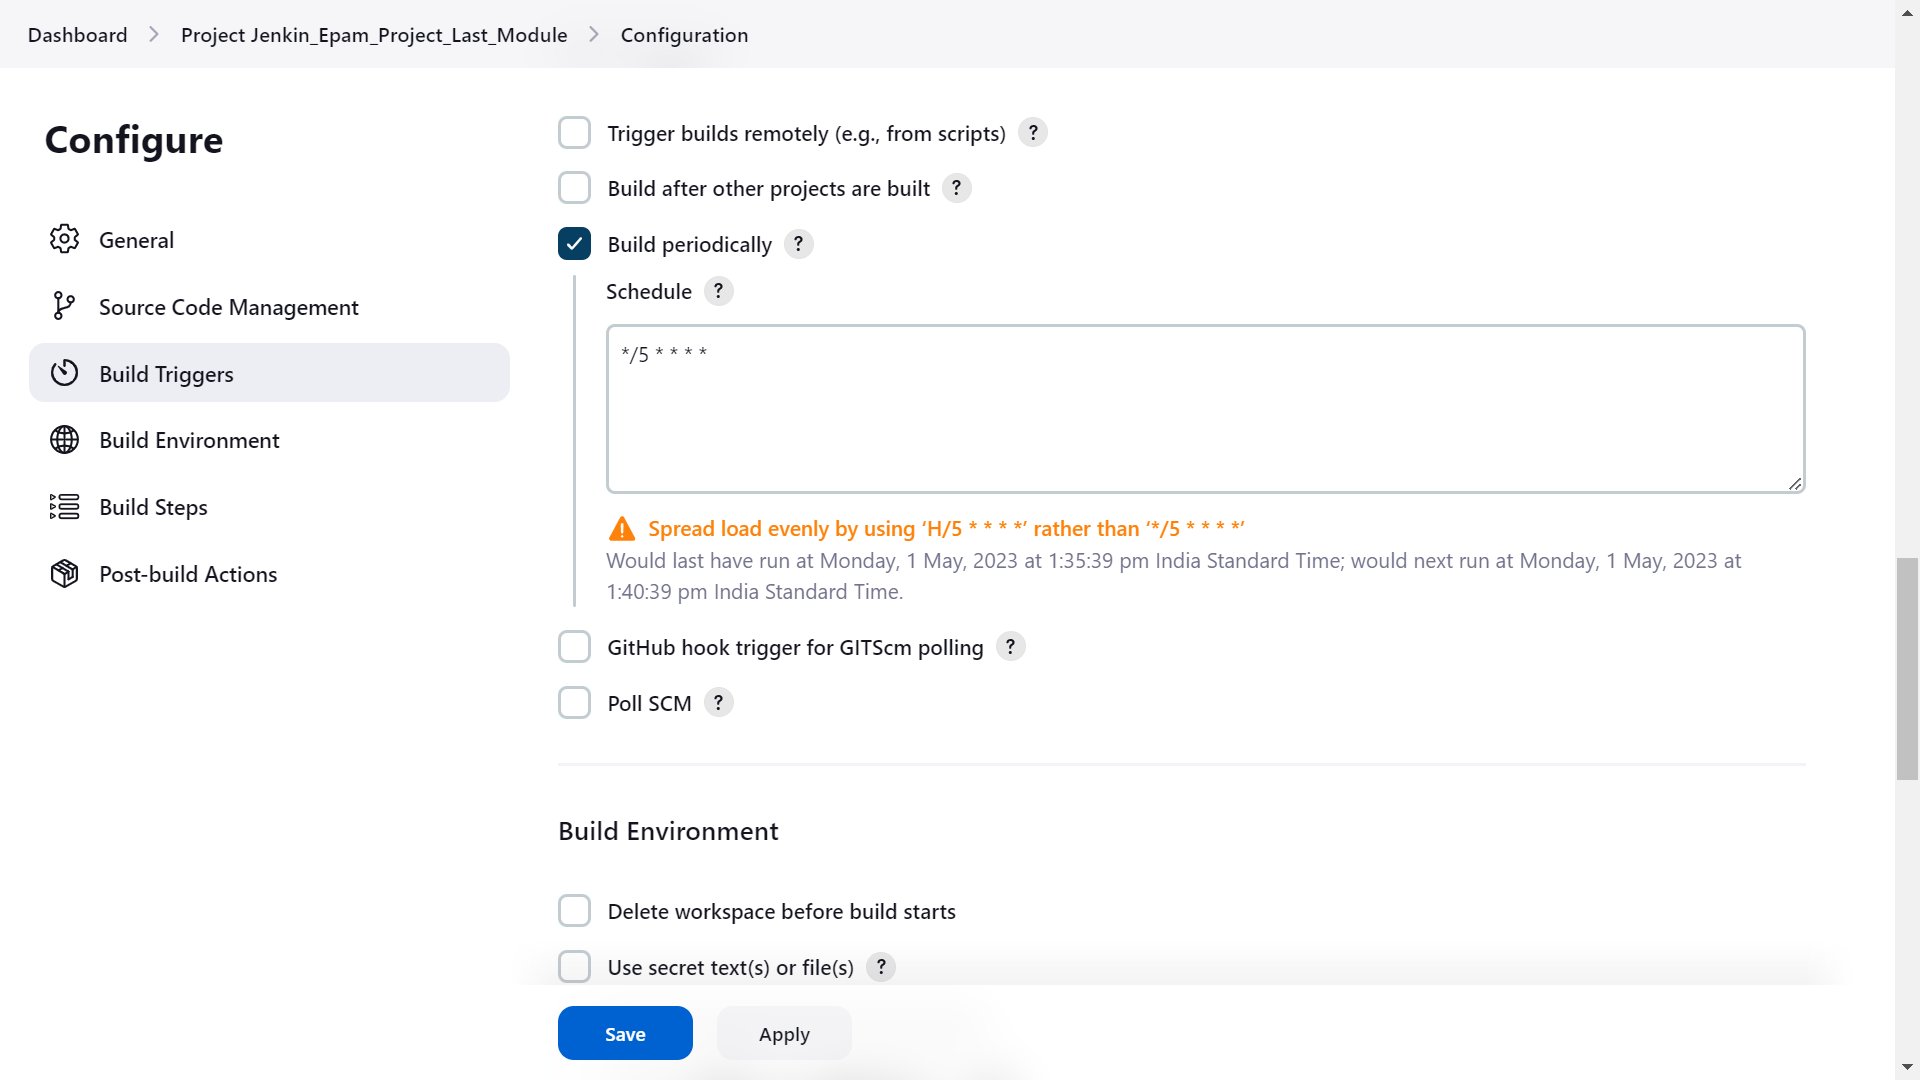 Dashboard > Project Jenkin_Epam_Project_Last_Module > Configuration
Configure
General
Source Code Management
Build Triggers
Build Environment
Build Steps
Post-build Actions
Trigger builds remotely (e.g., from scripts) ?
Build after other projects are built ?
Build periodically ?
Schedule ?
*/5 * * * *
Spread load evenly by using ‘H/5 * * * *’ rather than ‘*/5 * * * *’
Would last have run at Monday, 1 May, 2023 at 1:35:39 pm India Standard Time; would next run at Monday, 1 May, 2023 at
1:40:39 pm India Standard Time.
GitHub hook trigger for GITScm polling ?
Poll SCM ?
Build Environment
Delete workspace before build starts
Use secret text(s) or file(s) ?
Save
Apply